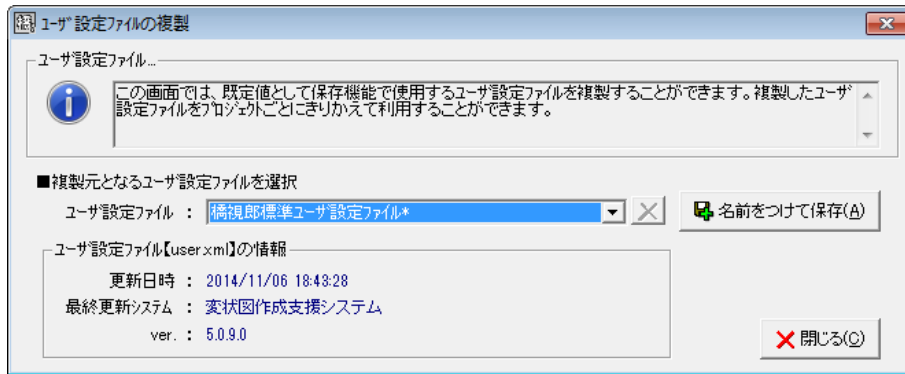 ﾕｰｻﾞ設定ﾌｧｲﾙの複製
ユーザ設定ファイル...
この画面では、既定値として保存機能で使用するﾕｰｻﾞ設定ﾌｧｲﾙを複製することができます。複製したﾕｰｻﾞ
設定ﾌｧｲﾙをﾌﾟﾛｼﾞｪｸﾄごとにきりかえて利用することができます。
■複製元となるﾕｰｻﾞ設定ﾌｧｲﾙを選択
ﾕｰｻﾞ設定ﾌｧｲﾙ ： 橋視郎標準ﾕｰｻﾞ設定ﾌｧｲﾙ*
名前をつけて保存(A)
ﾕｰｻﾞ設定ﾌｧｲﾙ【user.xml】の情報
更新日時 ： 2014/11/06 18:43:28
最終更新ｼｽﾃﾑ ： 変状図作成支援システム
ver. ： 5.0.9.0
閉じる(C)